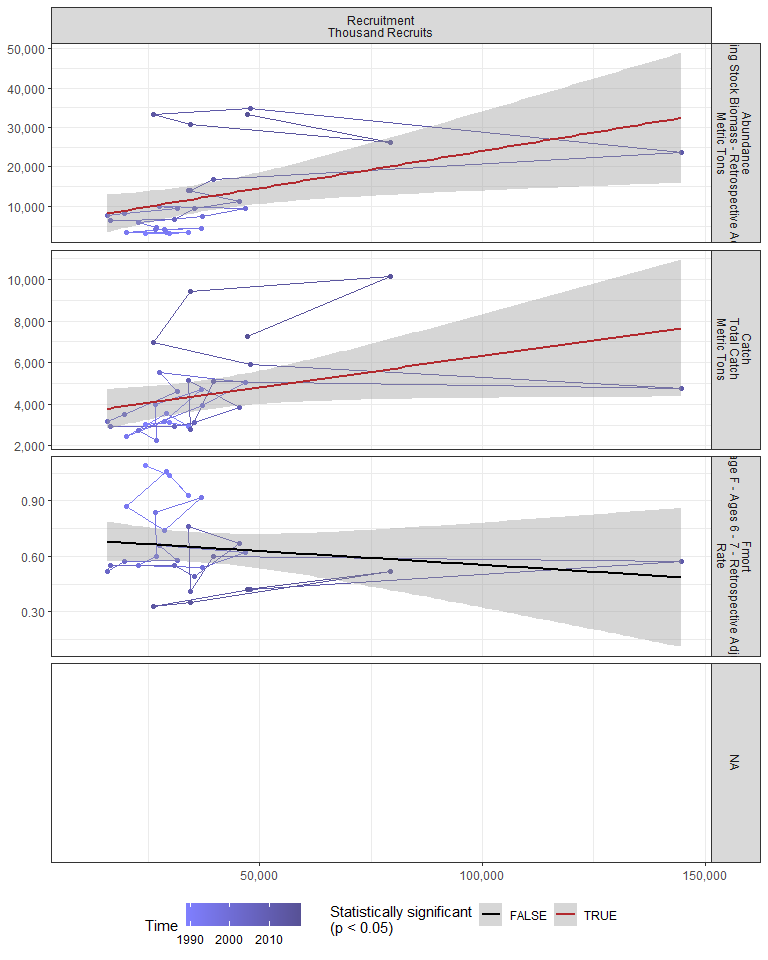 Recruitment
Thousand Recruits
50,000
40,000
30,000
20,000
10,000
Abundance
ing Stock Biomass - Retrospective
Metric Tons
10,000
8,000
6,000
4,000
2,000
Catch
Total Catch
Metric Tons
0.90
0.60
0.30
Fmort
age F - Ages 6 - 7 - Retrospective Adj
Rate
NA
50,000
100,000
150,000
Time
1990
2000
2010
Statistically significant
(p < 0.05)
FALSE
TRUE